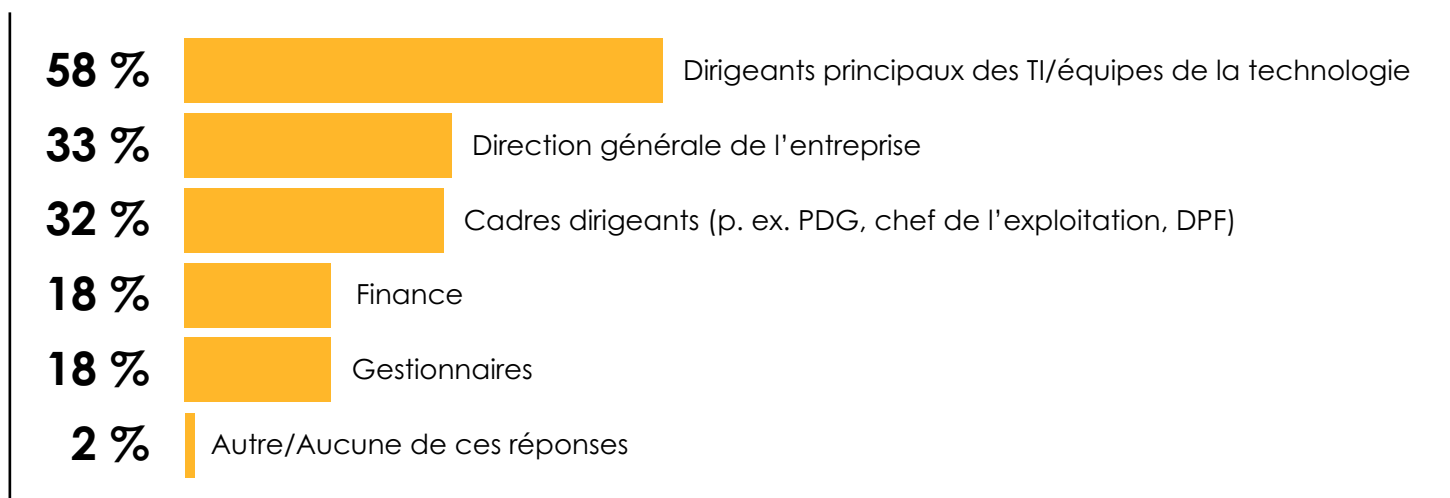 58 % Dirigeants principaux des TI/équipes de la technologie
33 % Direction générale de l’entreprise
32 % Cadres dirigeants (p. ex. PDG, chef de l’exploitation, DPF)
18 % Finance
18 % Gestionnaires
2 % Autre/Aucune de ces réponses